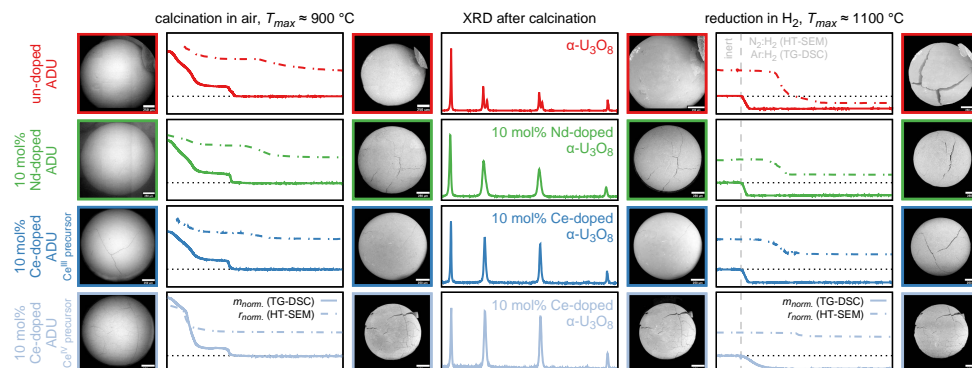 calcination in air, Tmax ≈ 900 °C
XRD after calcination
reduction in H2, Tmax ≈ 1100 °C
un-doped
ADU
α-U3O8
inert
N2:H2 (HT-SEM)
Ar:H2 (TG-DSC)
10 mol%
Nd-doped
ADU
10 mol% Nd-doped
α-U3O8
10 mol%
Ce-doped
ADU
CeIII precursor
10 mol% Ce-doped
α-U3O8
10 mol%
Ce-doped
ADU
CeIV precursor
mnorm. (TG-DSC)
rnorm. (HT-SEM)
10 mol% Ce-doped
α-U3O8
mnorm. (TG-DSC)
rnorm. (HT-SEM)